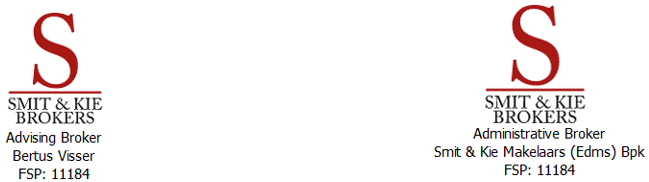 S
SMIT & KIE
BROKERS
Advising Broker
Bertus Visser
FSP: 11184
S
SMIT & KIE
BROKERS
Administrative Broker
Smit & Kie Makelaars (Edms) Bpk
FSP: 11184